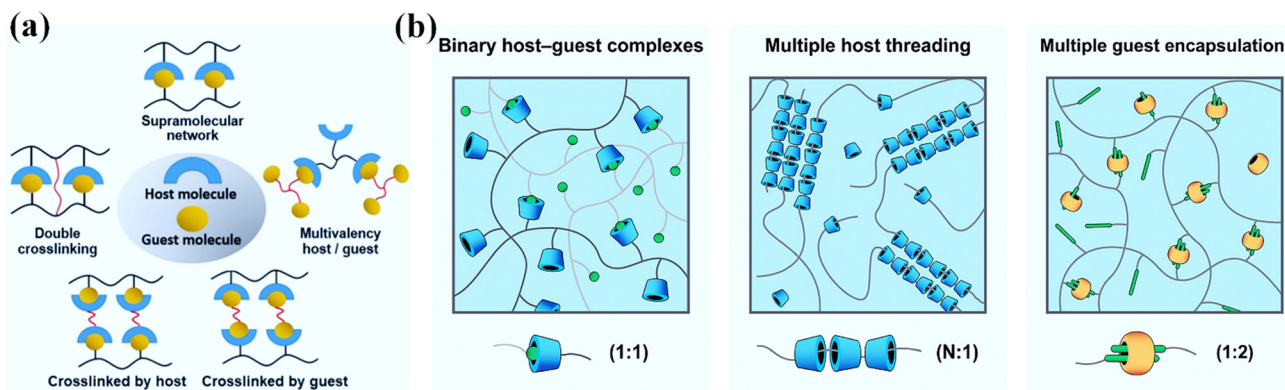 (a)
Supramolecular
network
Host molecule
Guest molecule
Double
crosslinking
Multivalency
host / guest
Crosslinked by host
Crosslinked by guest
(b)
Binary host–guest complexes
(1:1)
Multiple host threading
(N:1)
Multiple guest encapsulation
(1:2)